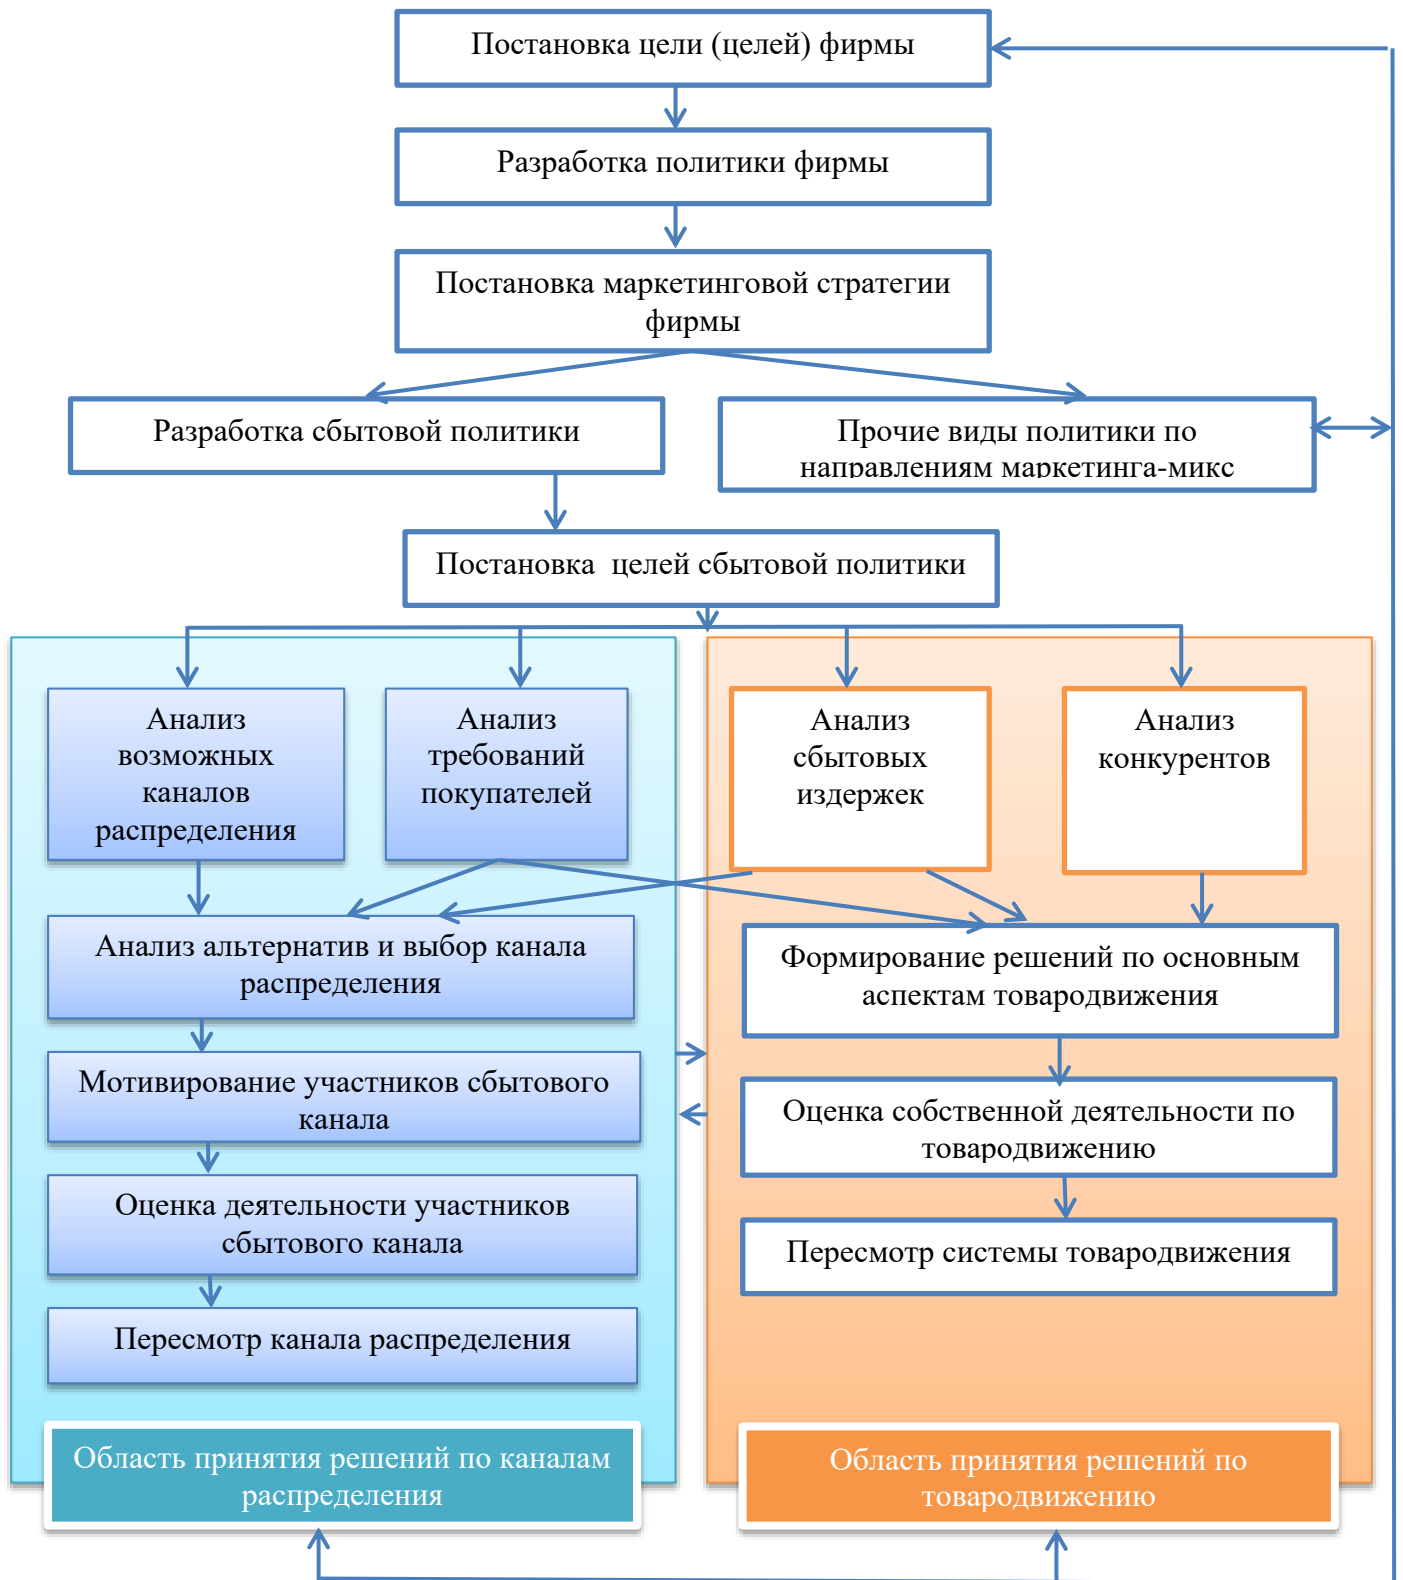 Постановка цели (целей) фирмы
Разработка политики фирмы
Постановка маркетинговой стратегии
фирмы
Разработка сбытовой политики
Прочие виды политики по
направлениям маркетинга-микс
Постановка  целей сбытовой политики
Анализ
возможных
каналов
распределения
Анализ
требований
покупателей
Анализ
сбытовых
издержек
Анализ
конкурентов
Анализ альтернатив и выбор канала
распределения
Формирование решений по основным
аспектам товародвижения
Мотивирование участников сбытового
канала
Оценка собственной деятельности по
товародвижению
Оценка деятельности участников
сбытового канала
Пересмотр системы товародвижения
Пересмотр канала распределения
Область принятия решений по каналам
распределения
Область принятия решений по
товародвижению